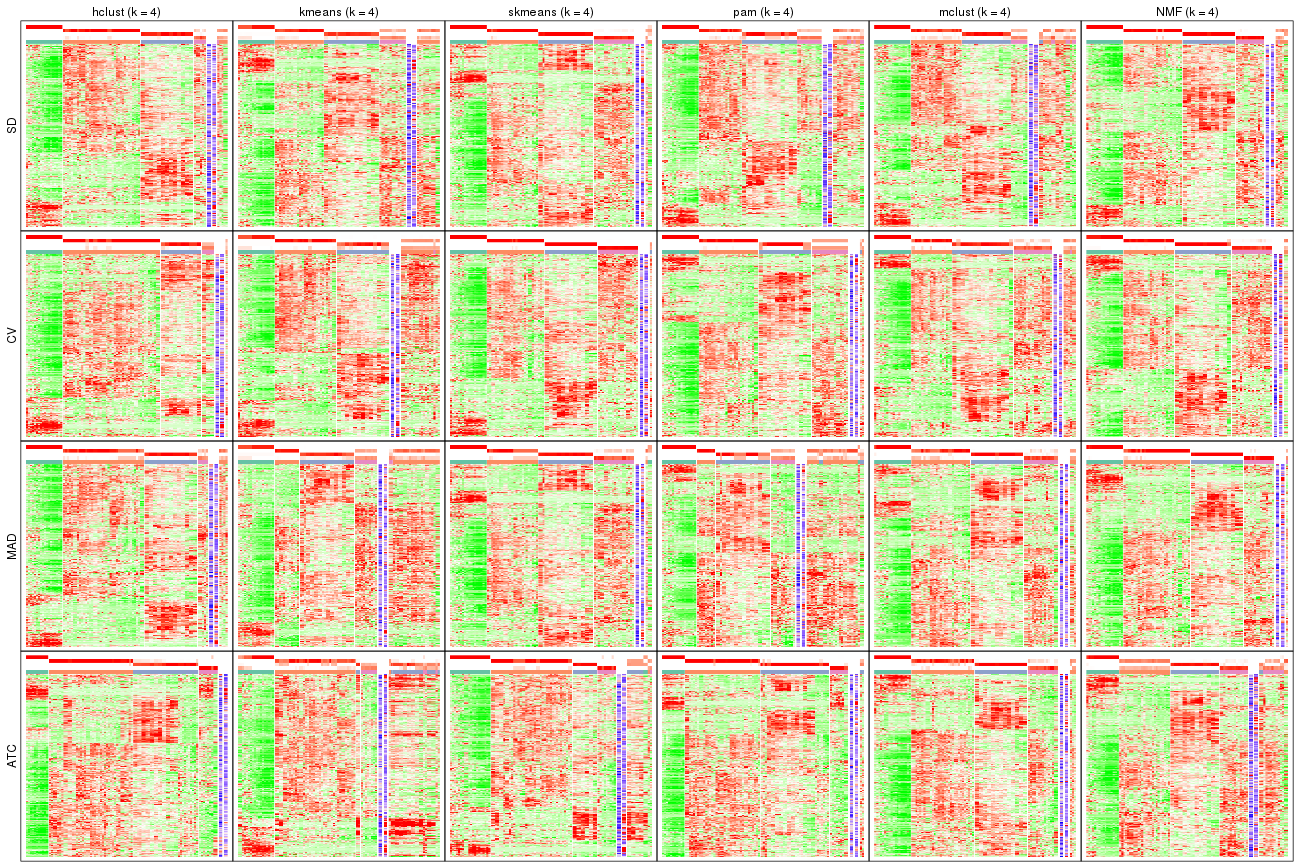 hclust (k = 4) kmeans (k = 4) skmeans (k = 4) pam (k = 4) mclust (k = 4) NMF (k = 4)
SD
CV
MAD
ATC